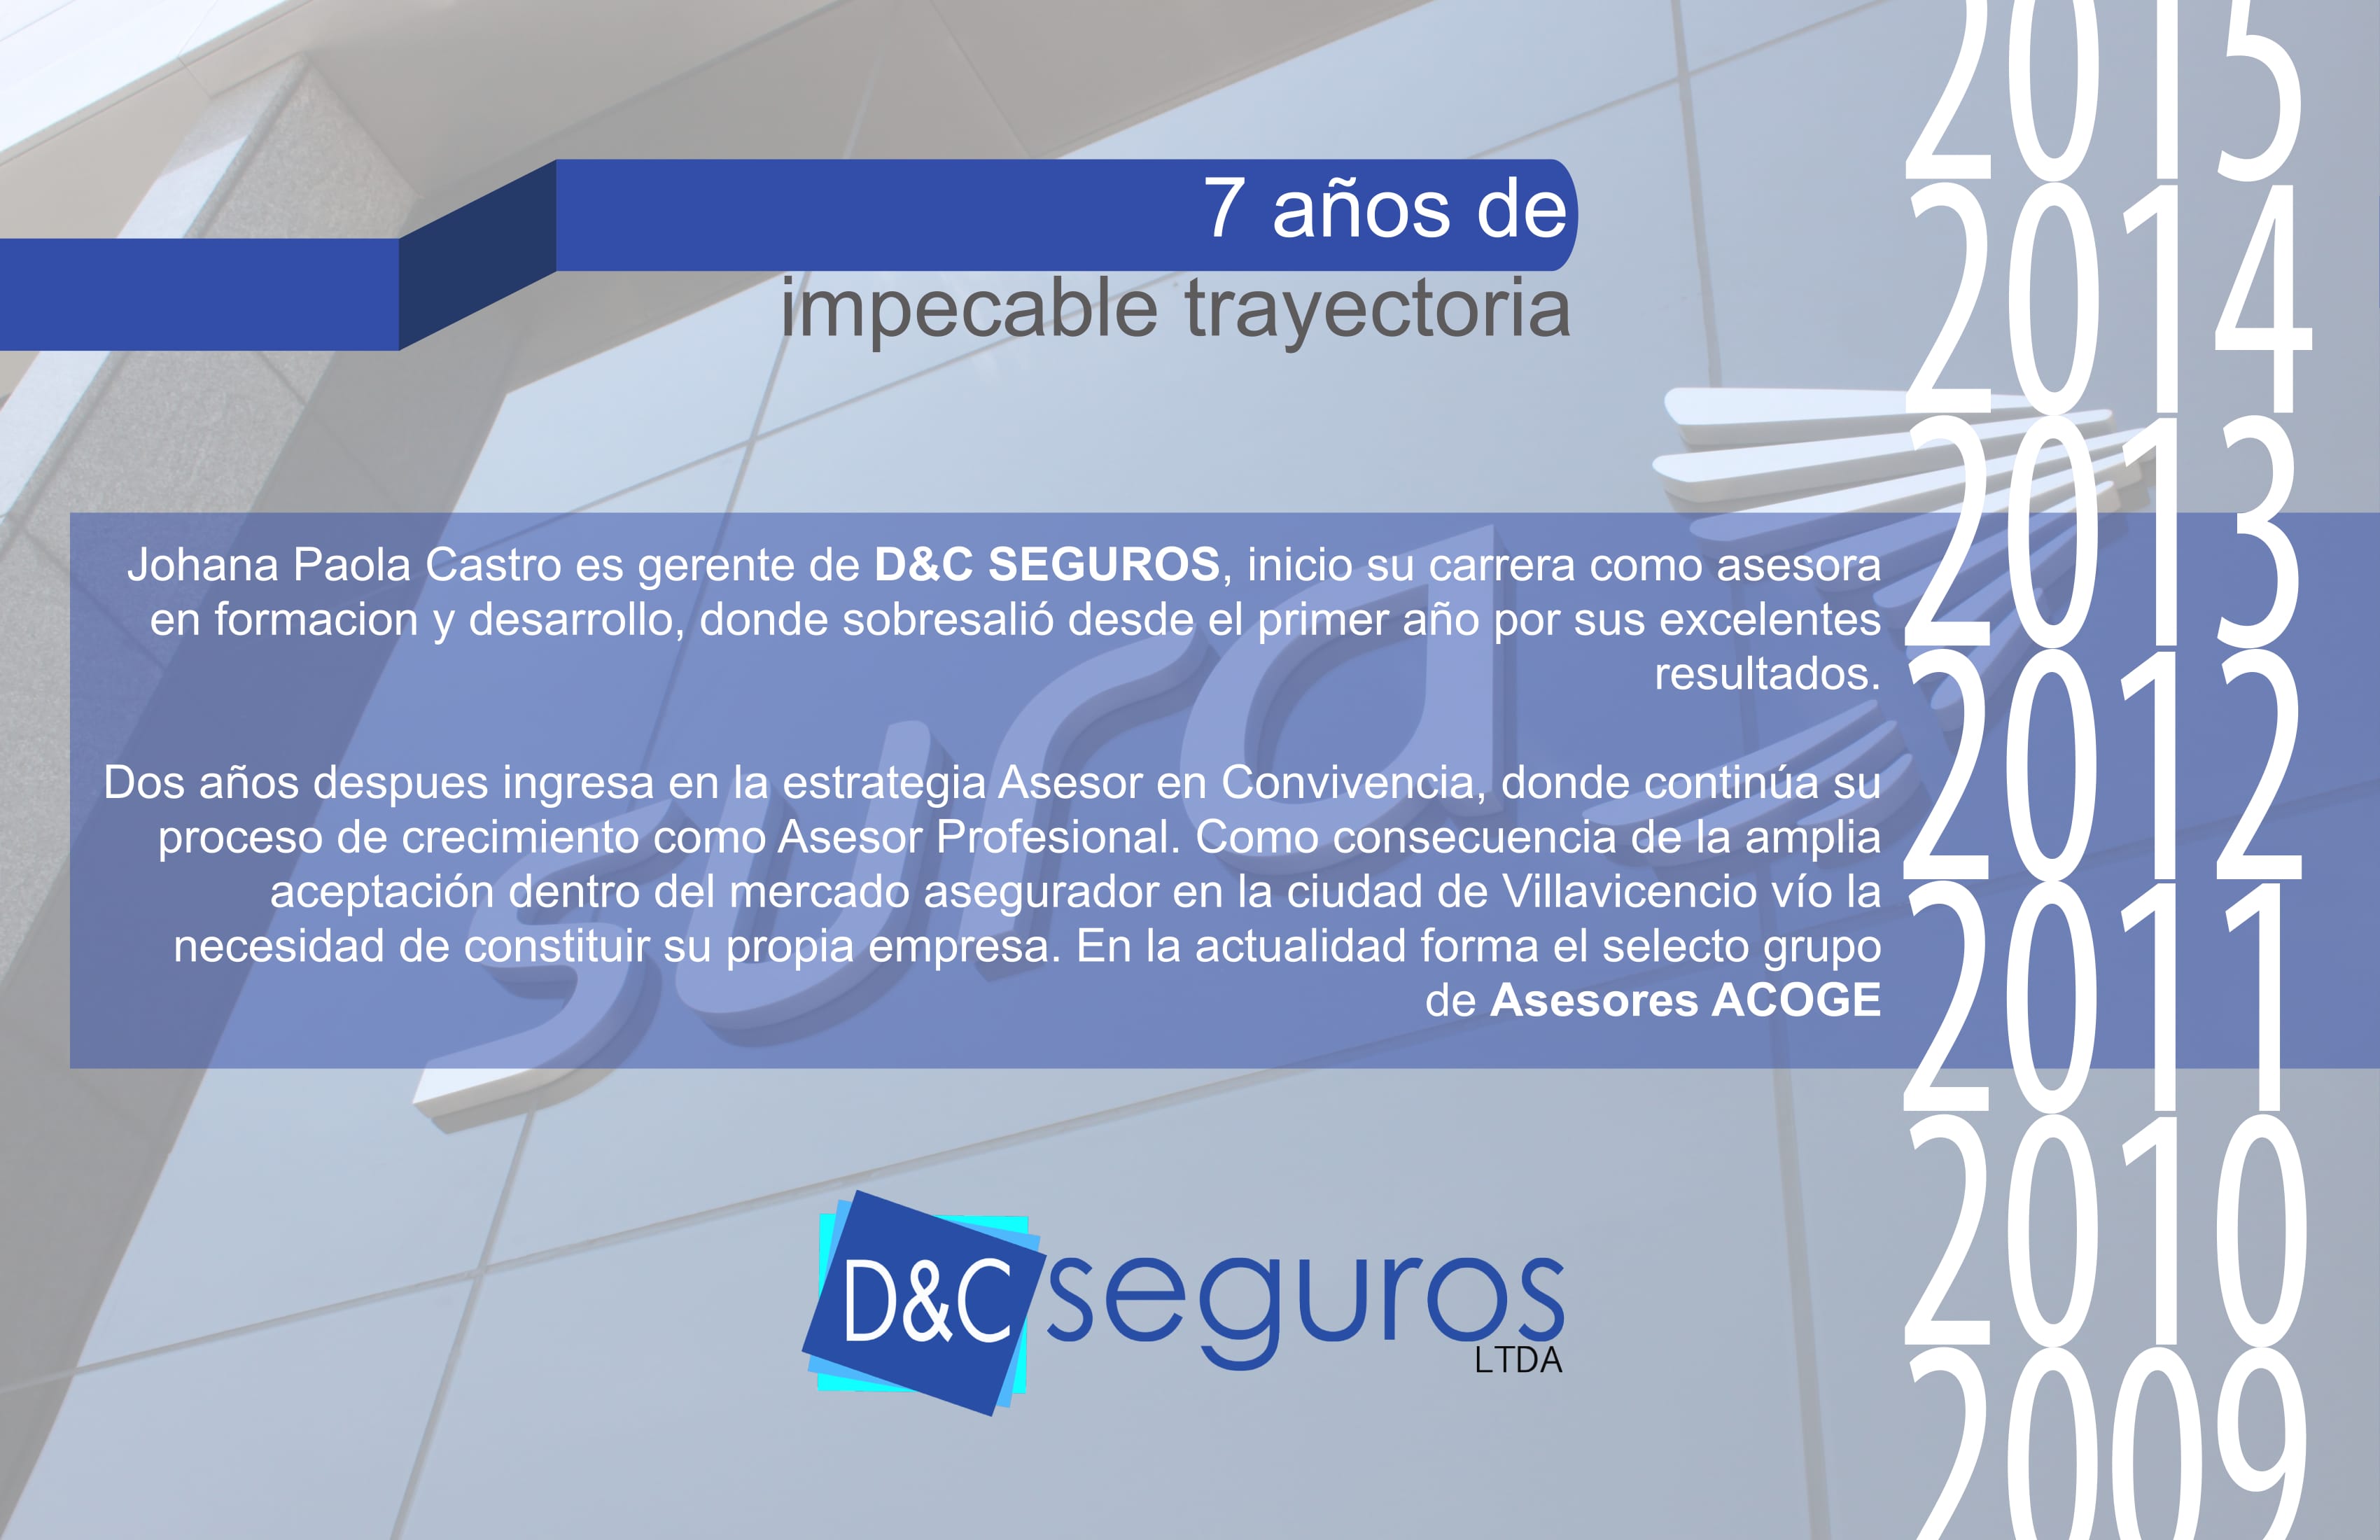 7 años de
impecable trayectoria
Johana Paola Castro es gerente de D&C SEGUROS, inicio su carrera como asesora
en formacion y desarrollo, donde sobresalió desde el primer año por sus excelentes
resultados.
Dos años despues ingresa en la estrategia Asesor en Convivencia, donde continúa su
proceso de crecimiento como Asesor Profesional. Como consecuencia de la amplia
aceptación dentro del mercado asegurador en la ciudad de Villavicencio vío la
necesidad de constituir su propia empresa. En la actualidad forma el selecto grupo
de Asesores ACOGE
sura
D&C seguros
LTDA
2015
2014
2013
2012
2011
2010
2009